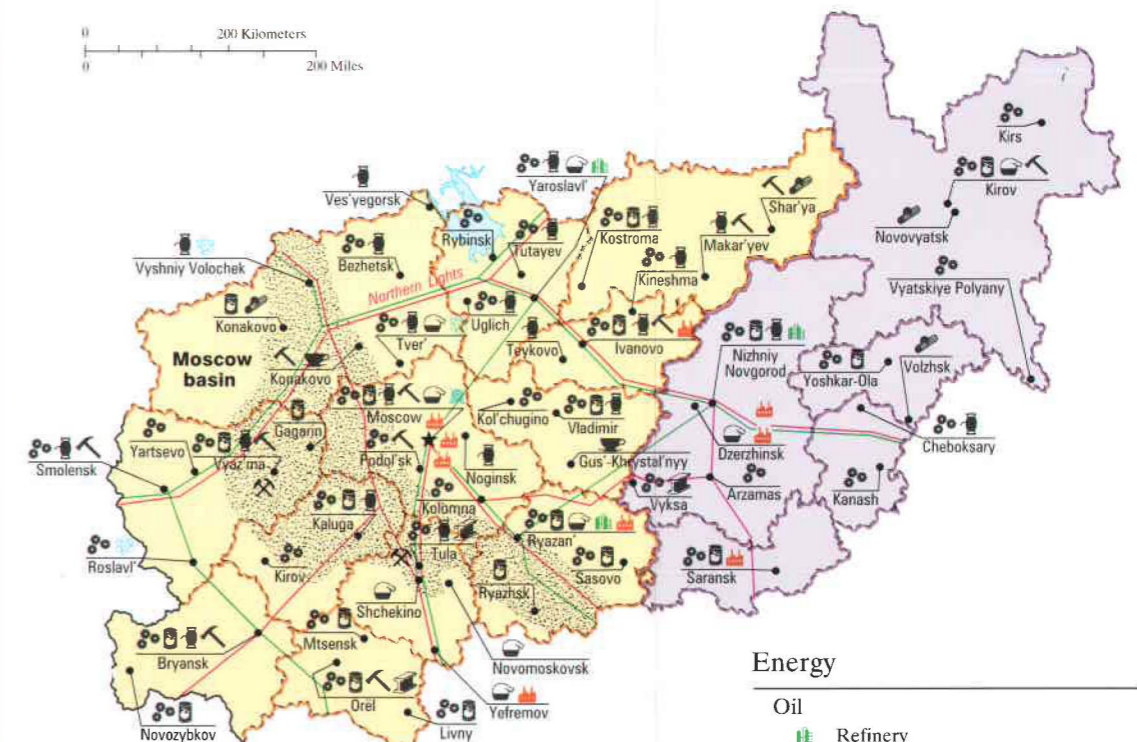 0 200 Kilometers
0 200 Miles
Kirs
Yaroslavl'
Kirov
Ves'yegorsk
Shar'ya
Rybinsk
Tutayev
Kostroma
Makar'yev
Novovyatsk
Vyshniy Volochek
Bezhetsk
Kineshma
Northern Lights
Vyatskiye Polyany
Konakovo
Uglich
Tver'
Teykovo
Ivanovo
Nizhniy
Novgorod
Moscow
basin
Konakovo
Yoshkar-Ola
Volzhsk
Moscow
Kol'chugino
Vladimir
Gagarin
Cheboksary
Yartsevo
Vyaz'ma
Smolensk
Podol'sk
Noginsk
Gus'-Khrystal'nyy
Dzerzhinsk
Kolomna
Vyksa
Arzamas
Kanash
Kaluga
Tula
Ryazan'
Roslavl'
Kirov
Sasovo
Saransk
Ryazhsk
Shchekino
Mtsensk
Bryansk
Novomoskovsk
Orël
Yefremov
Novozybkov
Livny
Energy
Oil
Refinery